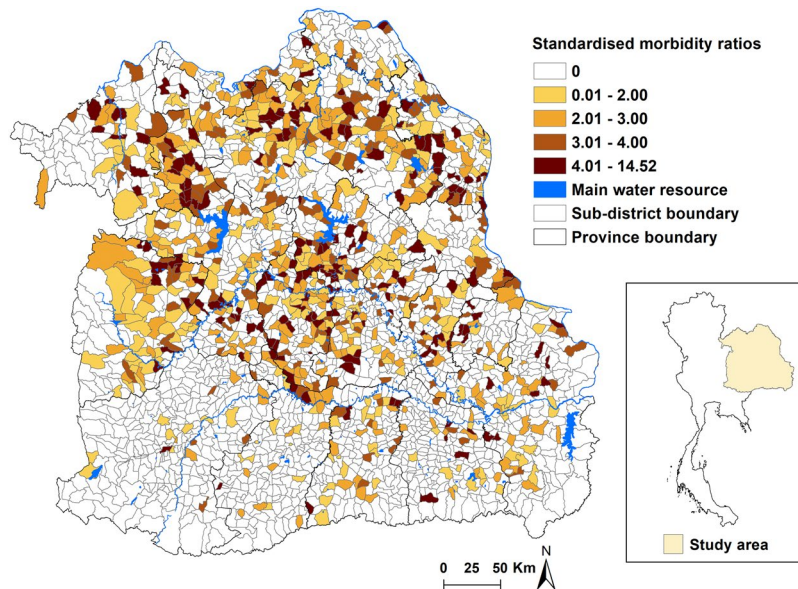 Standardised morbidity ratios
0
0.01 - 2.00
2.01 - 3.00
3.01 - 4.00
4.01 - 14.52
Main water resource
Sub-district boundary
Province boundary
Study area
N
0 25 50 Km